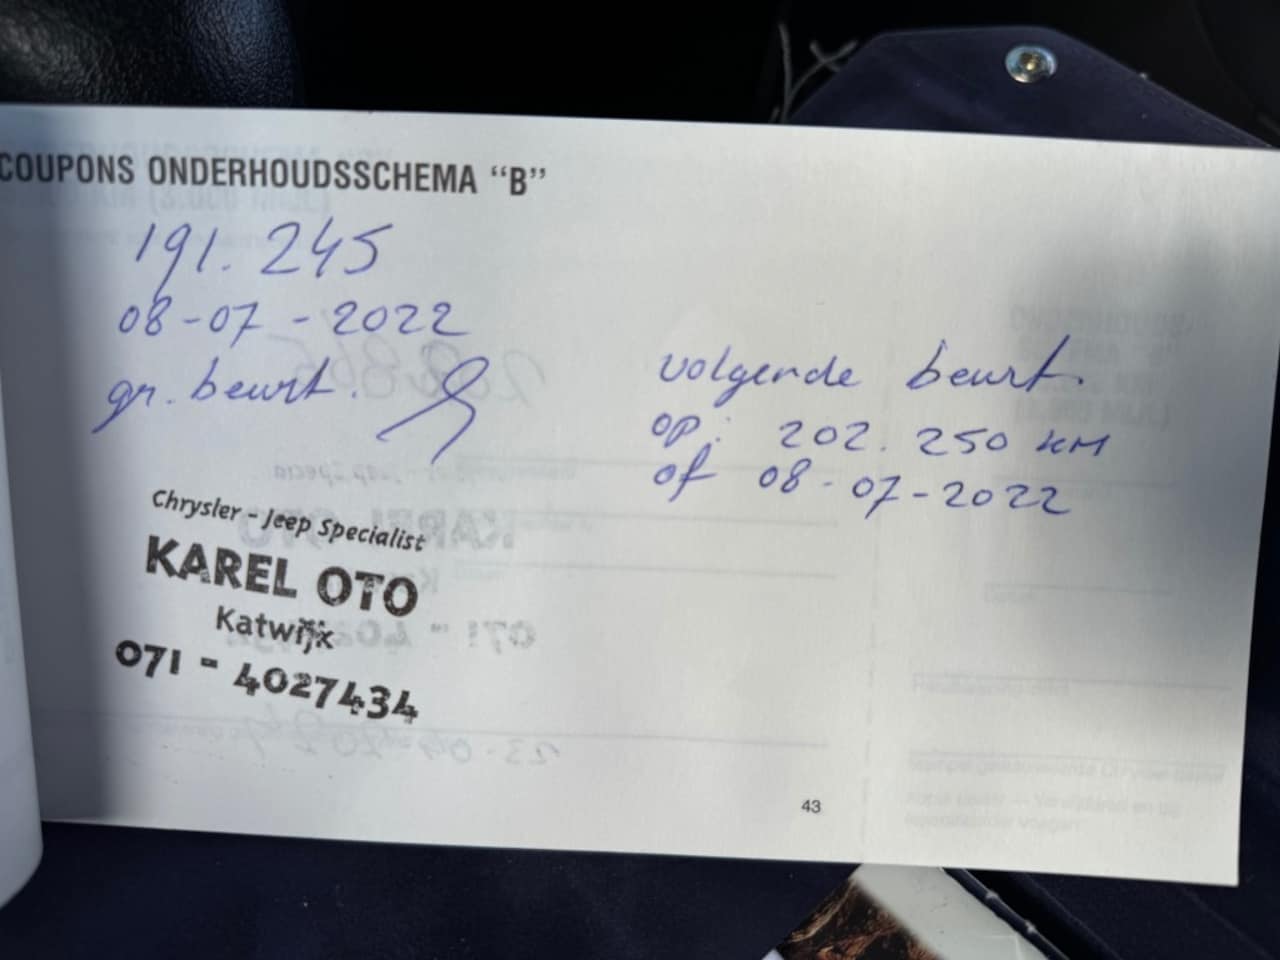 COUPONS ONDERHOUDSSCHEMA “B”
191.245
08-07-2022
gr. beurt.
volgende beurt.
op: 202.250 KM
of 08-07-2022
Chrysler - Jeep Specialist
KAREL OTO
Katwijk
071 - 4027434
43